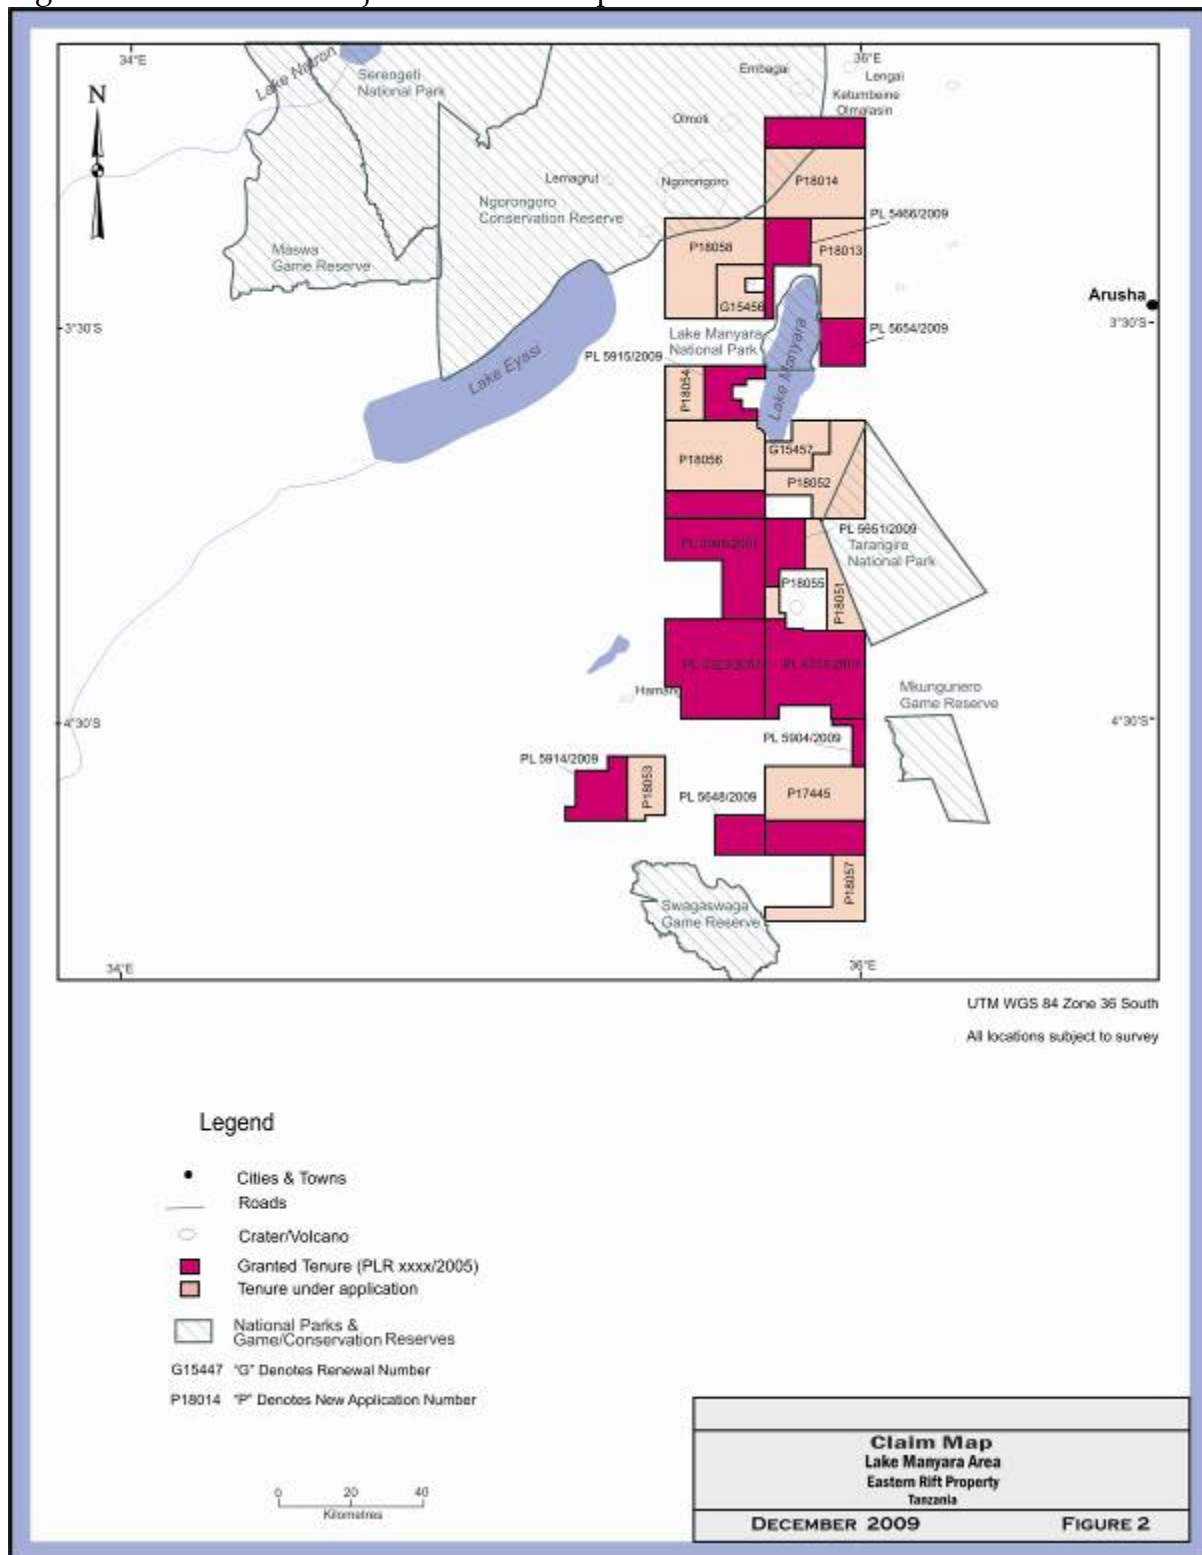 34°E
36°E
Lake Natron
Serengeti
National Park
Embagai
Lengai
Ketumbeine
Olmalasin
N
Olmoti
Lemagrut
Ngorongoro
P18014
Ngorongoro
Conservation Reserve
PL 5466/2009
Maswa
Game Reserve
P18058
P18013
G15456
Arusha
3°30'S
3°30'S
Lake Manyara
National Park
PL 5654/2009
PL 5915/2009
Lake Eyasi
Lake Manyara
P18054
P18056
G15457
P18052
PL 5651/2009
Tarangire
National Park
P18055
P18051
Mkungunero
Game Reserve
4°30'S
4°30'S
PL 5904/2009
PL 5914/2009
P18053
PL 5648/2009
P17445
P18057
Swagaswaga
Game Reserve
34°E
36°E
UTM WGS 84 Zone 36 South
All locations subject to survey
Legend
Cities & Towns
Roads
Crater/Volcano
Granted Tenure (PLR xxxx/2005)
Tenure under application
National Parks &
Game/Conservation Reserves
G15447 "G" Denotes Renewal Number
P18014 "P" Denotes New Application Number
0 20 40
Kilometres
Claim Map
Lake Manyara Area
Eastern Rift Property
Tanzania
DECEMBER 2009 FIGURE 2